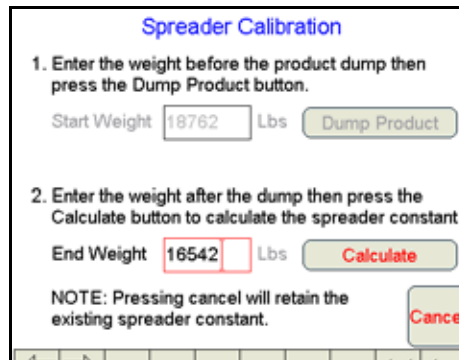 Spreader Calibration
1. Enter the weight before the product dump then
press the Dump Product button.
Start Weight 18762 Lbs Dump Product
2. Enter the weight after the dump then press the
Calculate button to calculate the spreader constant
End Weight 16542 Lbs Calculate
NOTE: Pressing cancel will retain the
existing spreader constant.
Cance